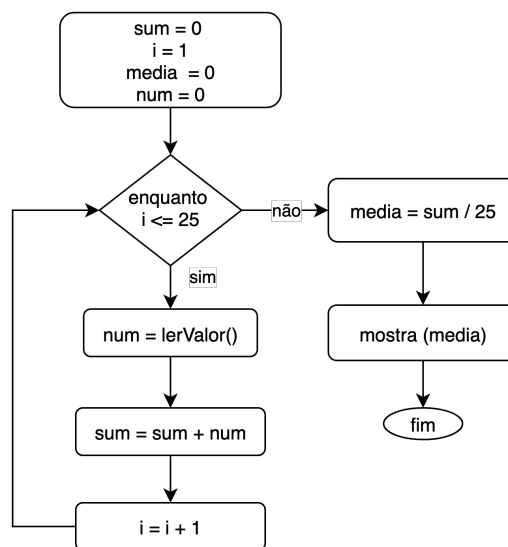 sum = 0
i = 1
media = 0
num = 0
enquanto
i <= 25
não
media = sum / 25
sim
num = lerValor()
mostra (media)
sum = sum + num
fim
i = i + 1